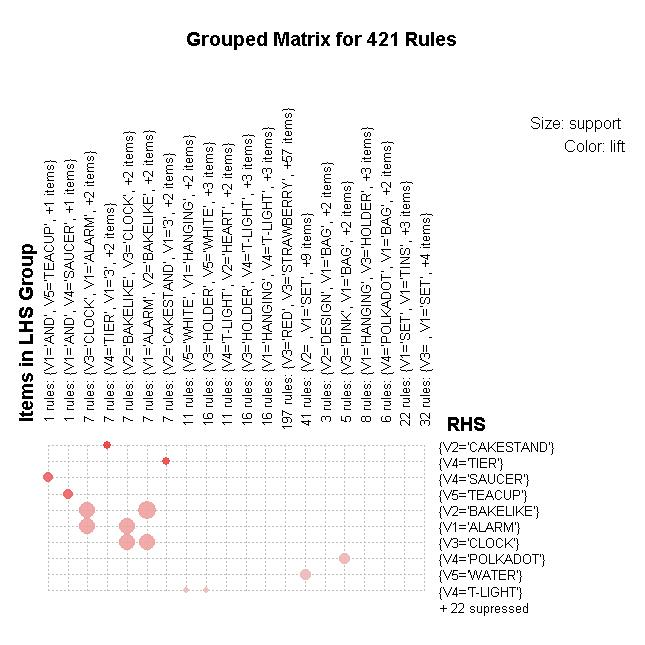 Grouped Matrix for 421 Rules
Size: support
Color: lift
Items in LHS Group
1 rules: {V1='AND', V5='TEACUP', +1 items}
1 rules: {V1='AND', V4='SAUCER', +1 items}
7 rules: {V3='CLOCK', V1='ALARM', +2 items}
7 rules: {V4='TIER', V1='3', +2 items}
7 rules: {V2='BAKELIKE', V3='CLOCK', +2 items}
7 rules: {V1='ALARM', V2='BAKELIKE', +2 items}
7 rules: {V2='CAKESTAND', V1='3', +2 items}
11 rules: {V5='WHITE', V1='HANGING', +2 items}
16 rules: {V3='HOLDER', V5='WHITE', +3 items}
11 rules: {V4='T-LIGHT', V2='HEART', +2 items}
16 rules: {V3='HOLDER', V4='T-LIGHT', +3 items}
16 rules: {V1='HANGING', V4='T-LIGHT', +3 items}
197 rules: {V3='RED', V3='STRAWBERRY', +57 items}
41 rules: {V2= , V1='SET', +9 items}
3 rules: {V2='DESIGN', V1='BAG', +2 items}
5 rules: {V3='PINK', V1='BAG', +2 items}
8 rules: {V1='HANGING', V3='HOLDER', +3 items}
6 rules: {V4='POLKADOT', V1='BAG', +2 items}
22 rules: {V1='SET', V1='TINS', +3 items}
32 rules: {V3= , V1='SET', +4 items}
RHS
{V2='CAKESTAND'}
{V4='TIER'}
{V4='SAUCER'}
{V5='TEACUP'}
{V2='BAKELIKE'}
{V1='ALARM'}
{V3='CLOCK'}
{V4='POLKADOT'}
{V5='WATER'}
{V4='T-LIGHT'}
+ 22 supressed